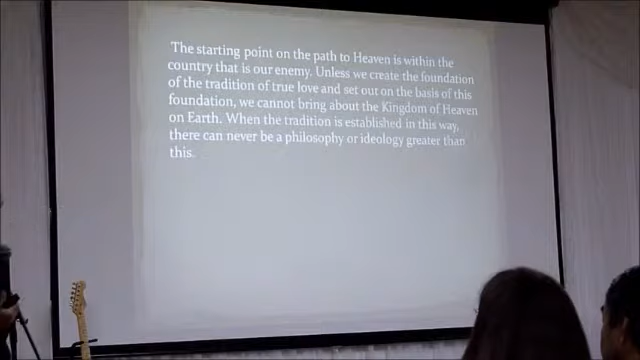 The starting point on the path to Heaven is within the
country that is our enemy. Unless we create the foundation
of the tradition of true love and set out on the basis of this
foundation, we cannot bring about the Kingdom of Heaven
on Earth. When the tradition is established in this way,
there can never be a philosophy or ideology greater than
this.